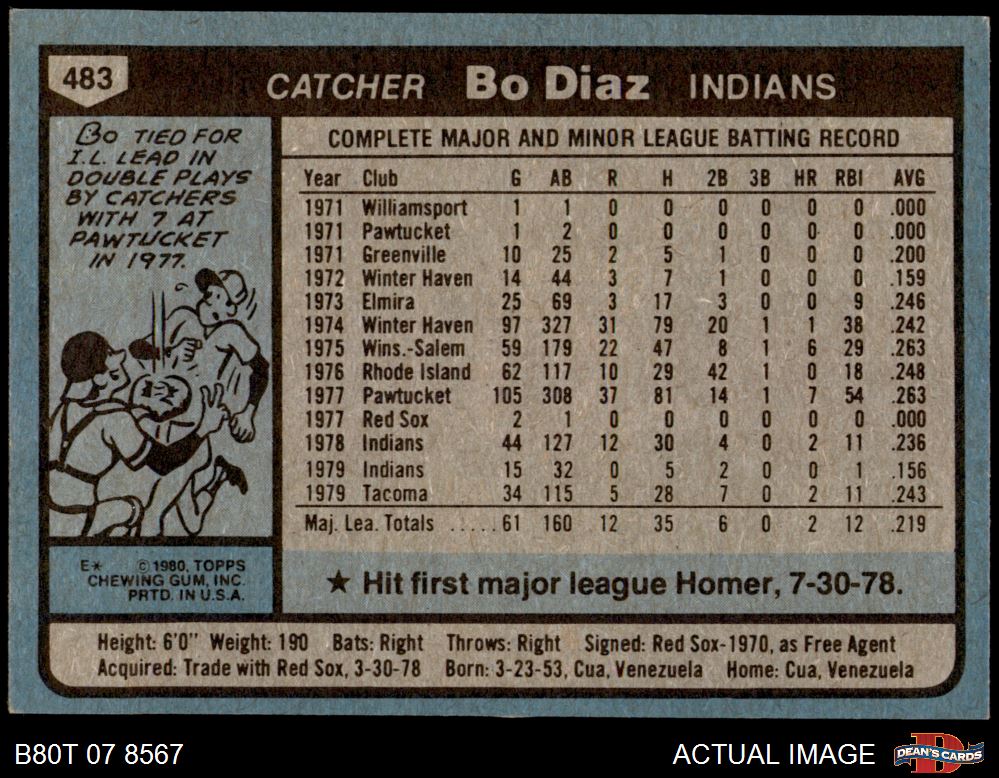 483
CATCHER Bo Diaz INDIANS
Bo TIED FOR
I.L. LEAD IN
DOUBLE PLAYS
BY CATCHERS
WITH 7 AT
PAWTUCKET
IN 1977.
COMPLETE MAJOR AND MINOR LEAGUE BATTING RECORD
Year Club G AB R H 2B 3B HR RBI AVG
1971 Williamsport 1 1 0 0 0 0 0 0 .000
1971 Pawtucket 1 2 0 0 0 0 0 0 .000
1971 Greenville 10 25 2 5 1 0 0 0 .200
1972 Winter Haven 14 44 3 7 1 0 0 0 .159
1973 Elmira 25 69 3 17 3 0 0 9 .246
1974 Winter Haven 97 327 31 79 20 1 1 38 .242
1975 Wins.-Salem 59 179 22 47 8 1 6 29 .263
1976 Rhode Island 62 117 10 29 42 1 0 18 .248
1977 Pawtucket 105 308 37 81 14 1 7 54 .263
1977 Red Sox 2 1 0 0 0 0 0 0 .000
1978 Indians 44 127 12 30 4 0 2 11 .236
1979 Indians 15 32 0 5 2 0 0 1 .156
1979 Tacoma 34 115 5 28 7 0 2 11 .243
Maj. Lea. Totals .....61 160 12 35 6 0 2 12 .219
★ Hit first major league Homer, 7-30-78.
E* © 1980, TOPPS
CHEWING GUM, INC.
PRTD. IN U.S.A.
Height: 6'0" Weight: 190 Bats: Right Throws: Right Signed: Red Sox-1970, as Free Agent
Acquired: Trade with Red Sox, 3-30-78 Born: 3-23-53, Cua, Venezuela Home: Cua, Venezuela
B80T 07 8567
ACTUAL IMAGE
DEAN'S CARDS